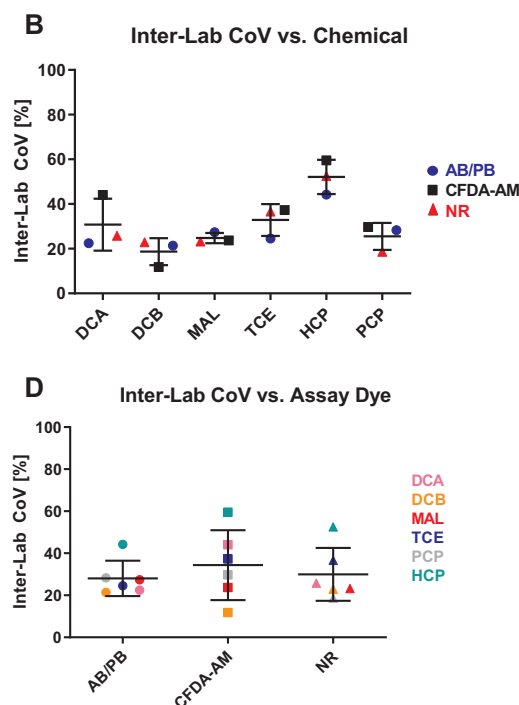 B
Inter-Lab CoV vs. Chemical
Inter-Lab CoV [%]
100
80
60
40
20
0
DCA
DCB
MAL
TCE
HCP
PCP
AB/PB
CFDA-AM
NR
D
Inter-Lab CoV vs. Assay Dye
Inter-Lab CoV [%]
100
80
60
40
20
0
AB/PB
CFDA-AM
NR
DCA
DCB
MAL
TCE
PCP
HCP